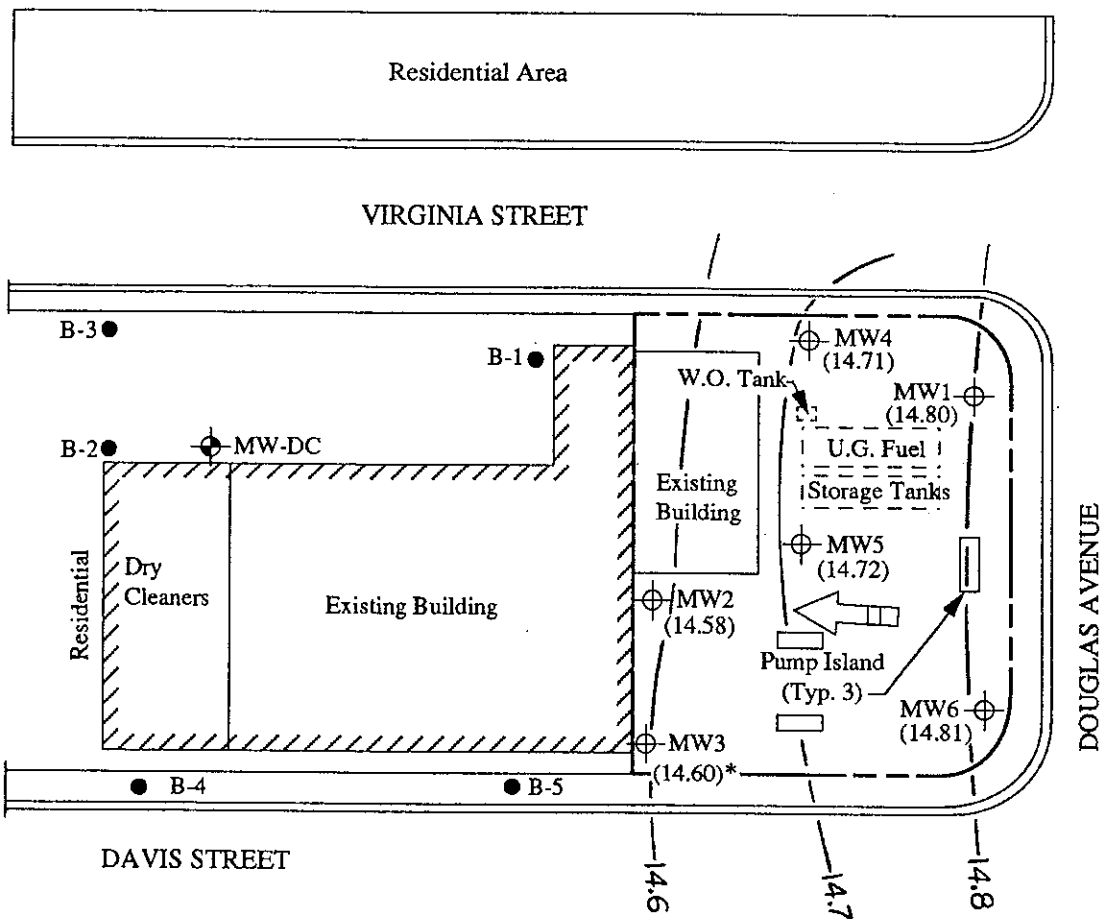 Residential Area
VIRGINIA STREET
B-3
B-1
MW4
(14.71)
W.O. Tank
MW1
(14.80)
B-2
MW-DC
U.G. Fuel
Storage Tanks
Existing
Building
MW5
(14.72)
Residential
Dry
Cleaners
Existing Building
MW2
(14.58)
Pump Island
(Typ. 3)
MW6
(14.81)
DOUGLAS AVENUE
MW3
(14.60)*
B-4
B-5
DAVIS STREET
14.6
14.7
14.8